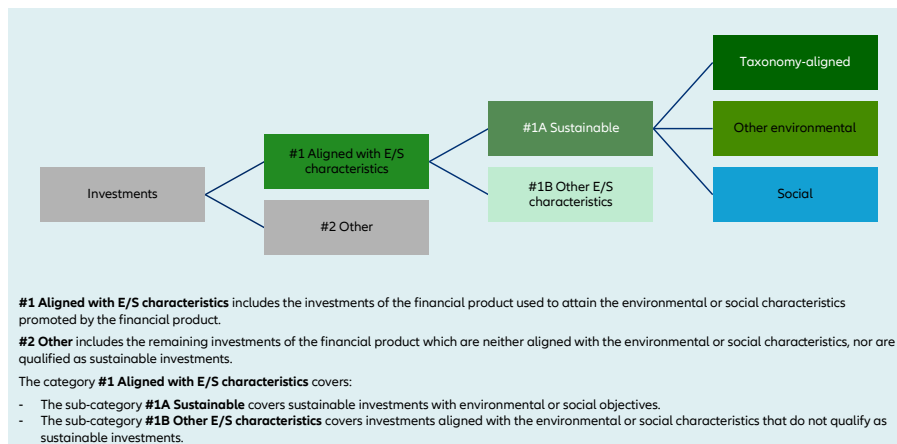 Taxonomy-aligned
#1A Sustainable
Other environmental
#1 Aligned with E/S
characteristics
Investments
#1B Other E/S
characteristics
Social
#2 Other
#1 Aligned with E/S characteristics includes the investments of the financial product used to attain the environmental or social characteristics
promoted by the financial product.
#2 Other includes the remaining investments of the financial product which are neither aligned with the environmental or social characteristics, nor are
qualified as sustainable investments.
The category #1 Aligned with E/S characteristics covers:
- The sub-category #1A Sustainable covers sustainable investments with environmental or social objectives.
- The sub-category #1B Other E/S characteristics covers investments aligned with the environmental or social characteristics that do not qualify as
sustainable investments.